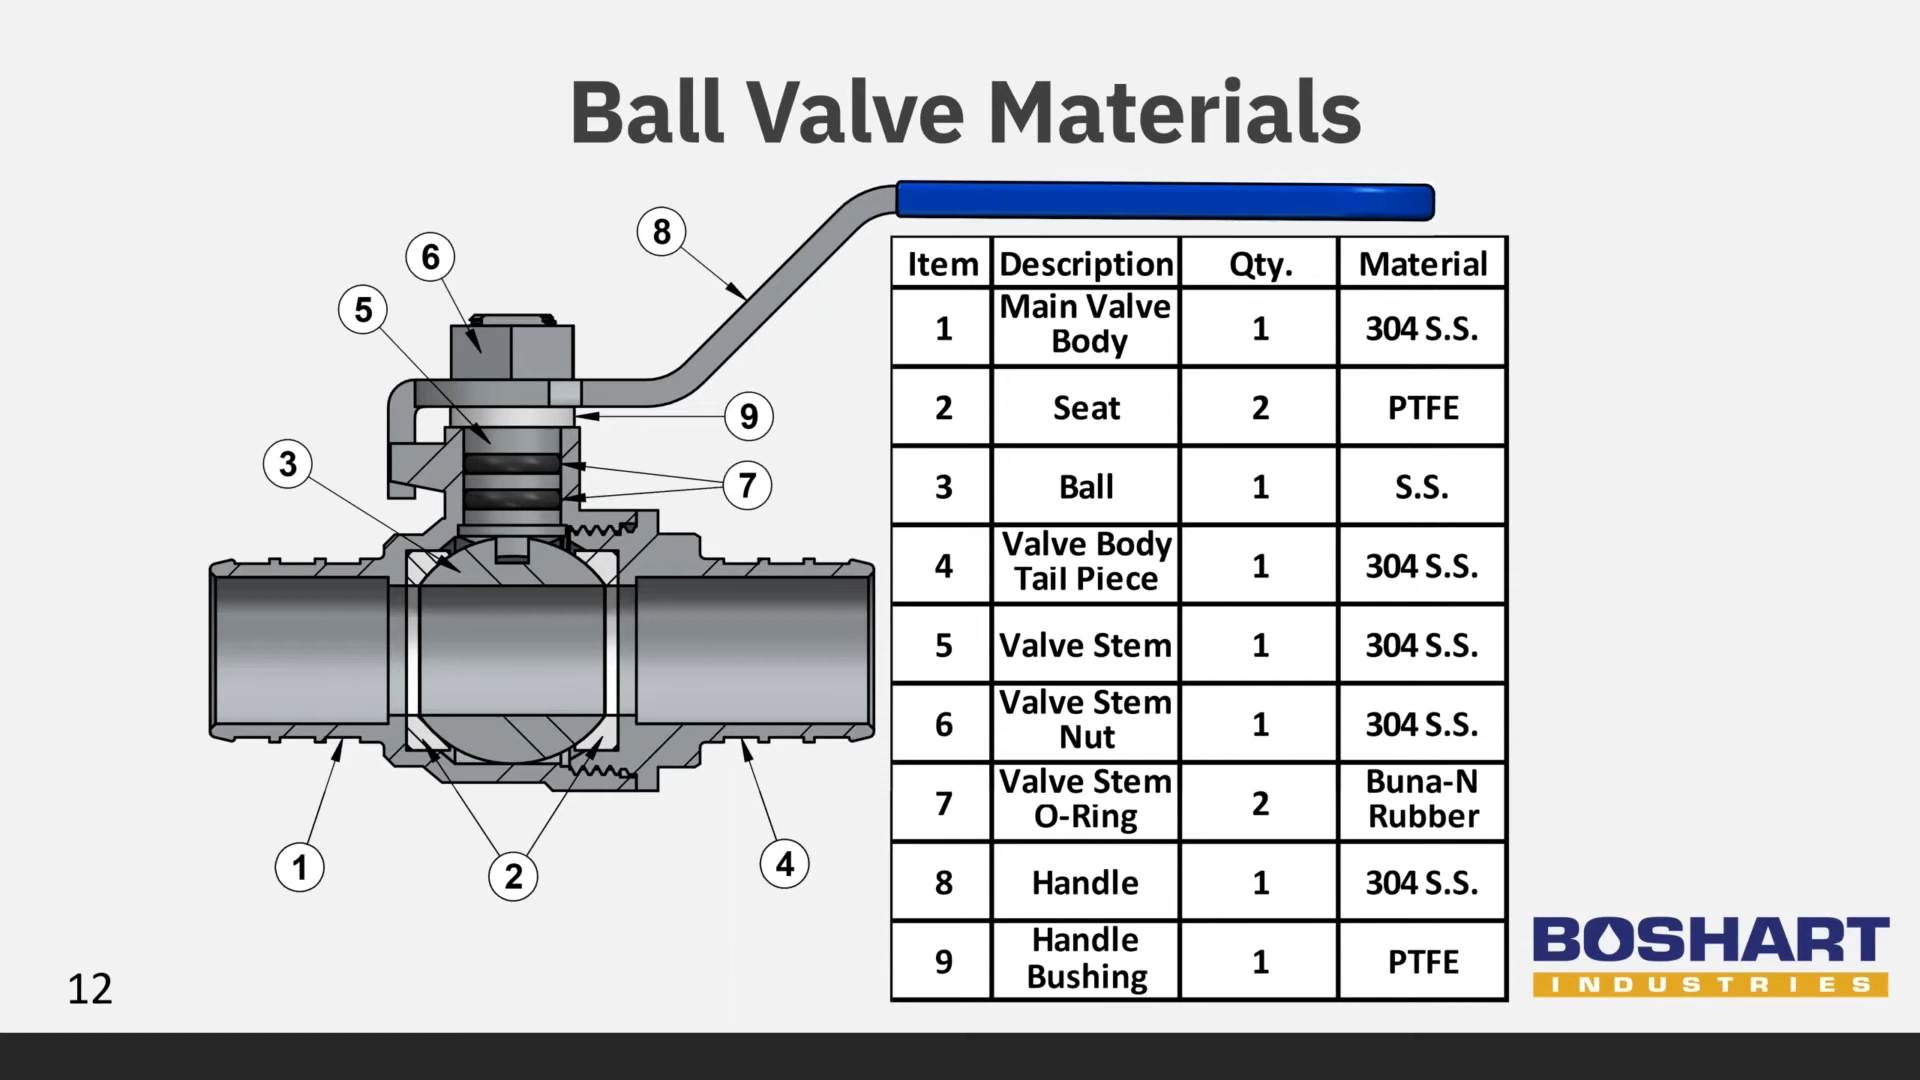 Ball Valve Materials
8
6
5
9
3
7
1
2
4
Item Description Qty. Material
1 Main Valve Body 1 304 S.S.
2 Seat 2 PTFE
3 Ball 1 S.S.
4 Valve Body Tail Piece 1 304 S.S.
5 Valve Stem 1 304 S.S.
6 Valve Stem Nut 1 304 S.S.
7 Valve Stem O-Ring 2 Buna-N Rubber
8 Handle 1 304 S.S.
9 Handle Bushing 1 PTFE
BOSHART
INDUSTRIES
12